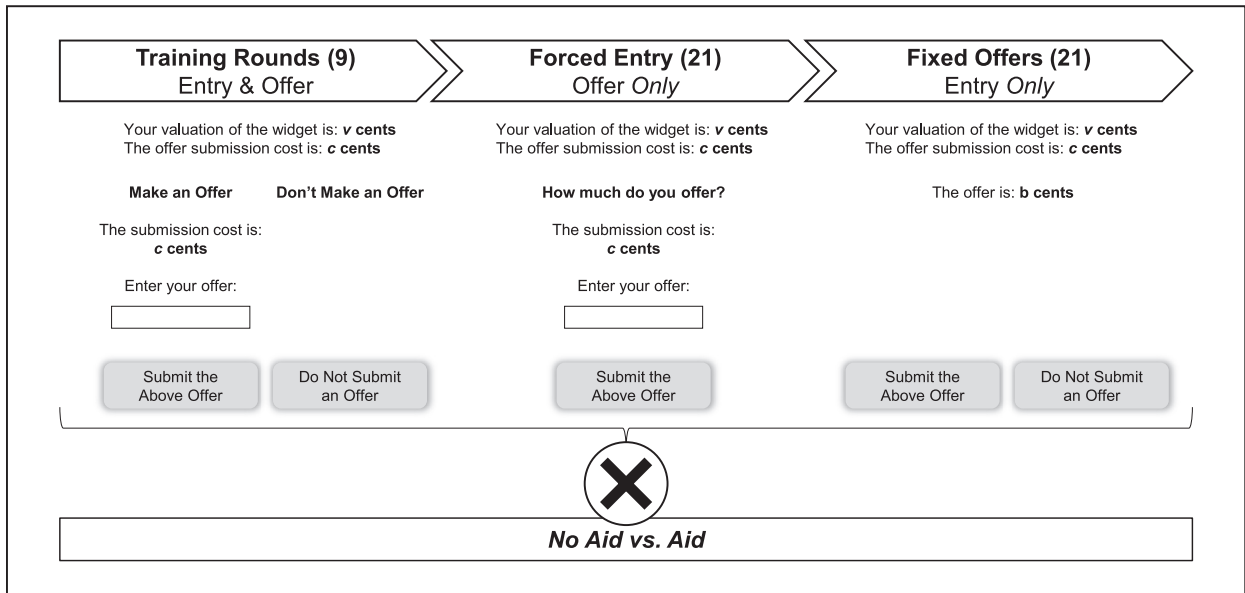 Training Rounds (9)
Entry & Offer
Forced Entry (21)
Offer Only
Fixed Offers (21)
Entry Only
Your valuation of the widget is: v cents
The offer submission cost is: c cents
Make an Offer
Don't Make an Offer
The submission cost is:
c cents
Enter your offer:
Submit the
Above Offer
Do Not Submit
an Offer
Your valuation of the widget is: v cents
The offer submission cost is: c cents
How much do you offer?
The submission cost is:
c cents
Enter your offer:
Submit the
Above Offer
Your valuation of the widget is: v cents
The offer submission cost is: c cents
The offer is: b cents
Submit the
Above Offer
Do Not Submit
an Offer
No Aid vs. Aid